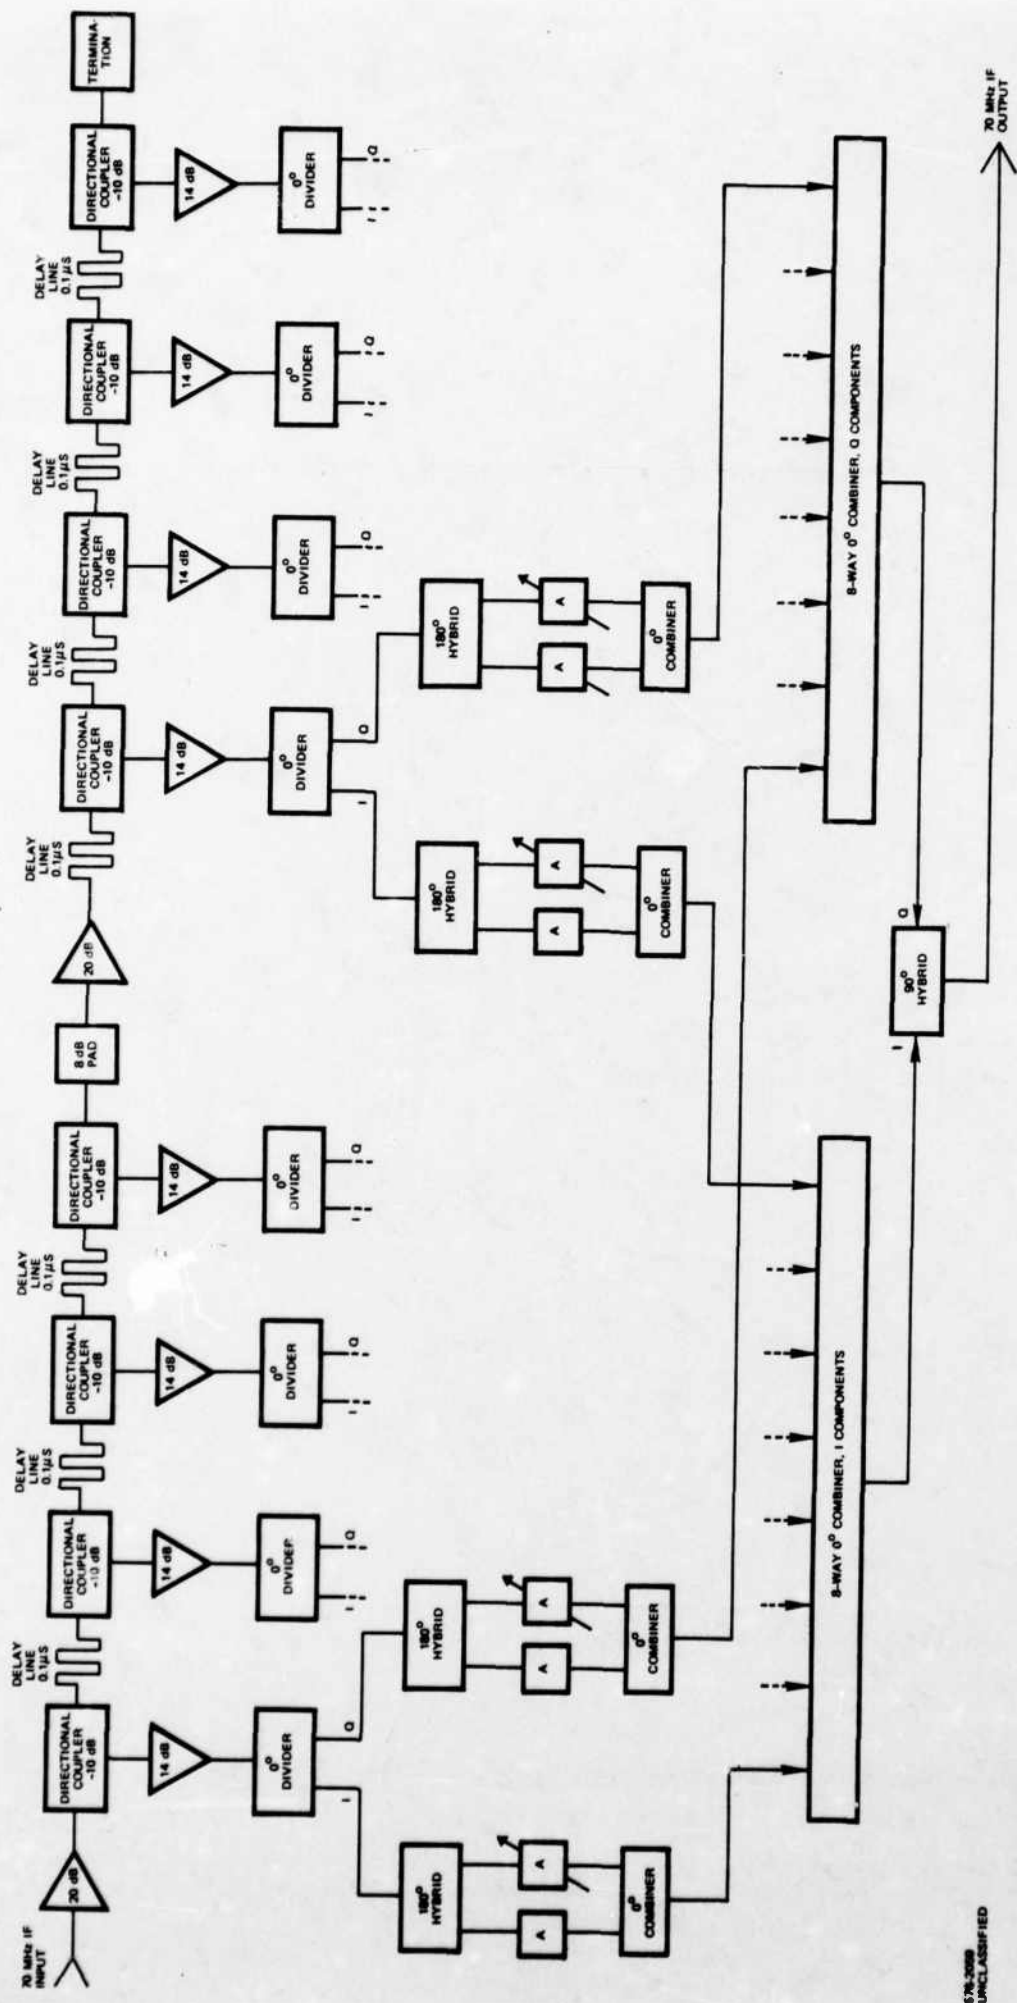 70 MHz IF
INPUT
20 dB
DIRECTIONAL
COUPLER
-10 dB
DELAY
LINE
0.1µS
DIRECTIONAL
COUPLER
-10 dB
DELAY
LINE
0.1µS
DIRECTIONAL
COUPLER
-10 dB
DELAY
LINE
0.1µS
DIRECTIONAL
COUPLER
-10 dB
8 dB
PAD
20 dB
DELAY
LINE
0.1µS
DIRECTIONAL
COUPLER
-10 dB
DELAY
LINE
0.1µS
DIRECTIONAL
COUPLER
-10 dB
DELAY
LINE
0.1µS
DIRECTIONAL
COUPLER
-10 dB
DELAY
LINE
0.1µS
DIRECTIONAL
COUPLER
-10 dB
TERMINA-
TION
14 dB
14 dB
14 dB
14 dB
14 dB
14 dB
14 dB
14 dB
0°
DIVIDER
0°
DIVIDER
0°
DIVIDER
0°
DIVIDER
0°
DIVIDER
0°
DIVIDER
0°
DIVIDER
0°
DIVIDER
I
Q
I
Q
I
Q
I
Q
I
Q
I
Q
I
Q
I
Q
180°
HYBRID
180°
HYBRID
180°
HYBRID
180°
HYBRID
A
A
A
A
A
A
A
A
0°
COMBINER
0°
COMBINER
0°
COMBINER
0°
COMBINER
8-WAY 0° COMBINER, I COMPONENTS
8-WAY 0° COMBINER, Q COMPONENTS
I
90°
HYBRID
Q
70 MHz IF
OUTPUT
UNCLASSIFIED